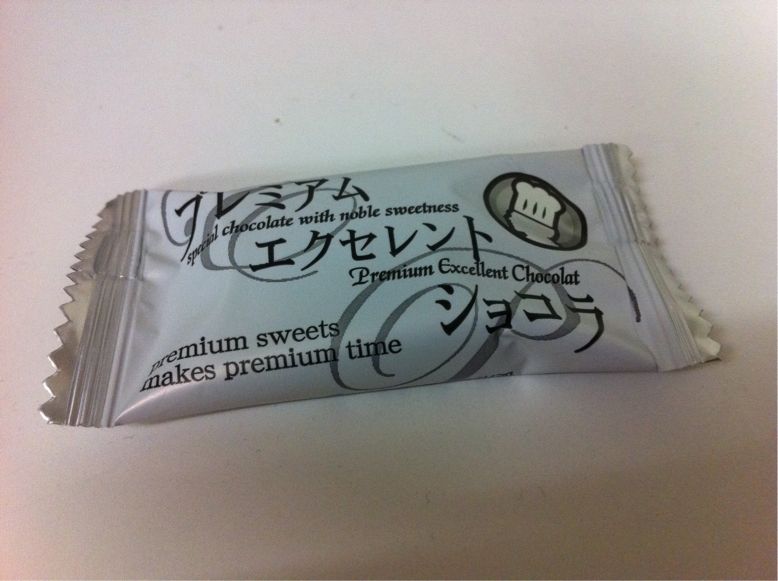 プレミアム
special chocolate with noble sweetness
エクセレント
Premium Excellent Chocolat
ショコラ
premium sweets
makes premium time